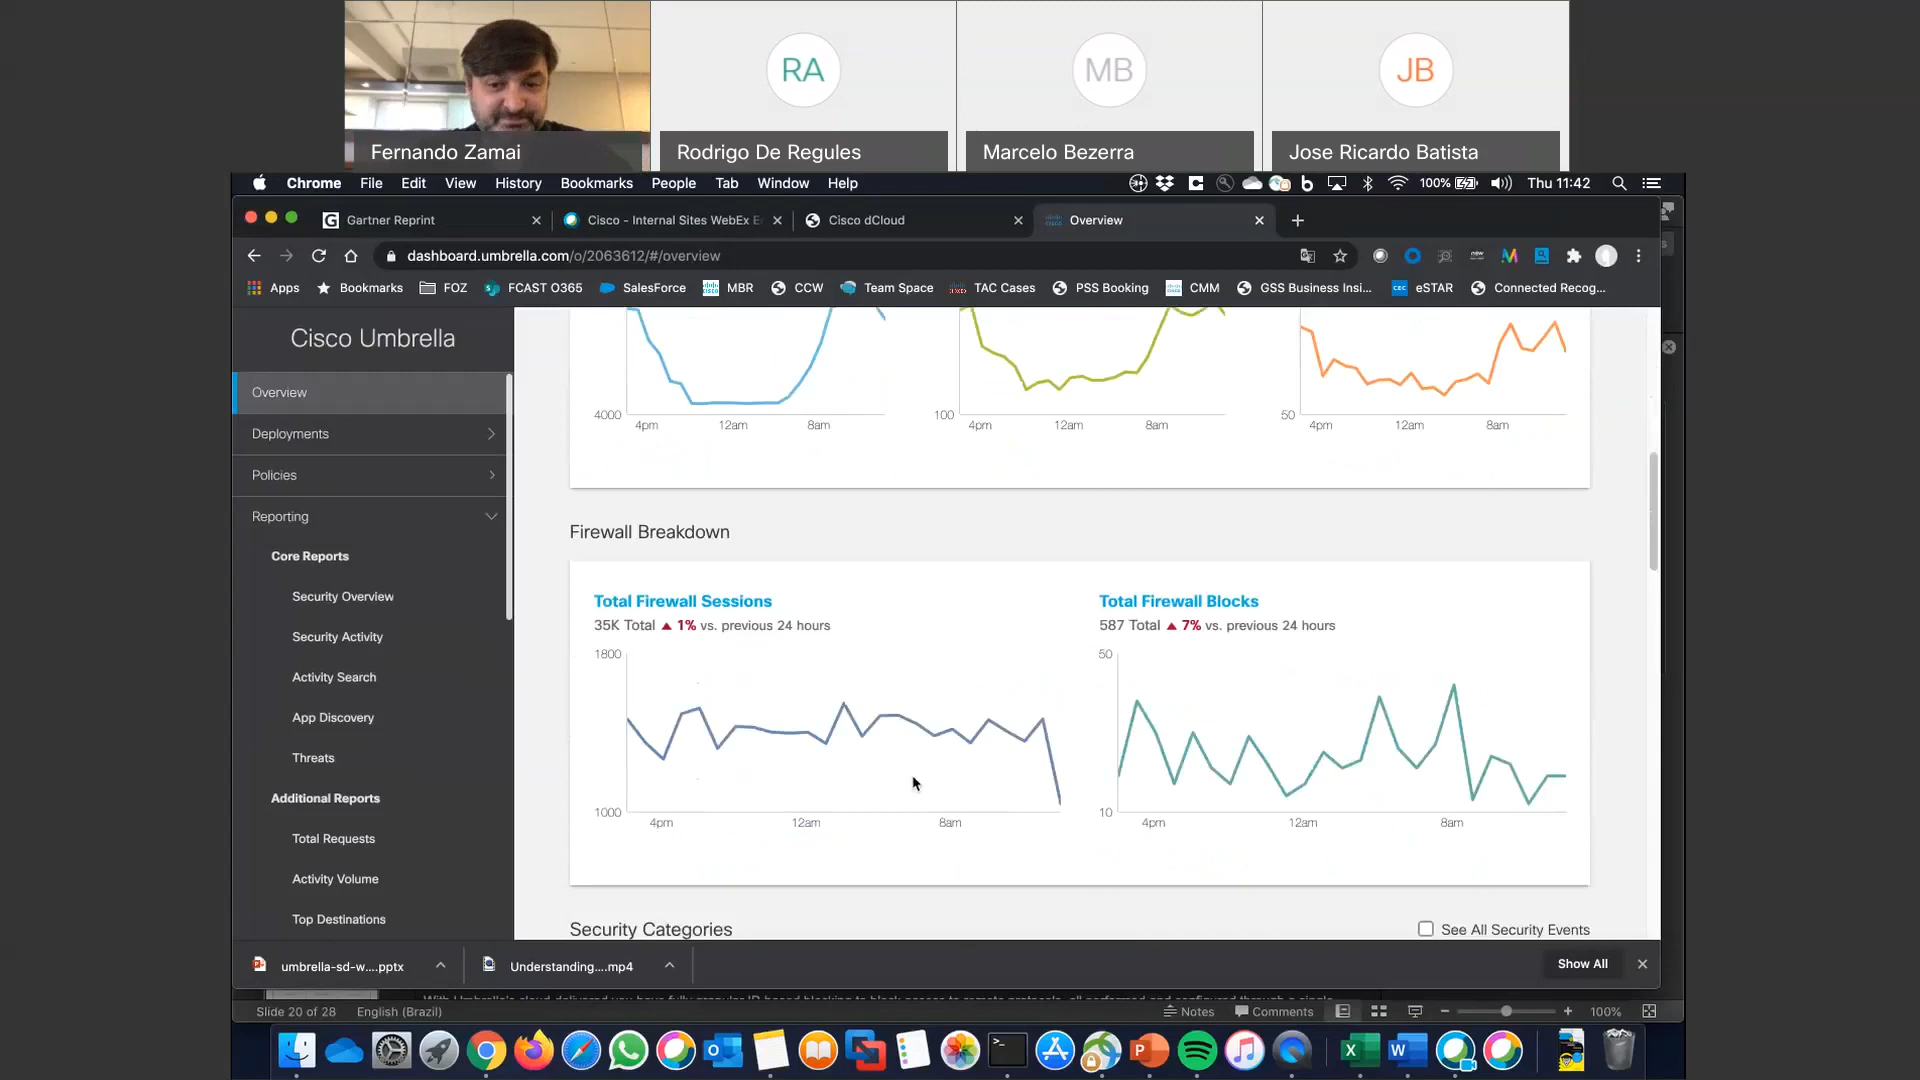 RA
MB
JB
Fernando Zamai
Rodrigo De Regules
Marcelo Bezerra
Jose Ricardo Batista
Chrome File Edit View History Bookmarks People Tab Window Help
100% Thu 11:42
Gartner Reprint
Cisco - Internal Sites WebEx E
Cisco dCloud
Overview
dashboard.umbrella.com/o/2063612/#/overview
Apps
Bookmarks
FOZ
FCAST O365
SalesForce
MBR
CCW
Team Space
TAC Cases
PSS Booking
CMM
GSS Business Insi...
eSTAR
Connected Recog...
Cisco Umbrella
Overview
Deployments
Policies
Reporting
Core Reports
Security Overview
Security Activity
Activity Search
App Discovery
Threats
Additional Reports
Total Requests
Activity Volume
Top Destinations
4000
4pm 12am 8am
100
4pm 12am 8am
50
4pm 12am 8am
Firewall Breakdown
Total Firewall Sessions
35K Total ▲ 1% vs. previous 24 hours
1800
1000
4pm 12am 8am
Total Firewall Blocks
587 Total ▲ 7% vs. previous 24 hours
50
10
4pm 12am 8am
Security Categories
See All Security Events
umbrella-sd-w....pptx
Understanding....mp4
Show All
Slide 20 of 28
English (Brazil)
Notes
Comments
100%